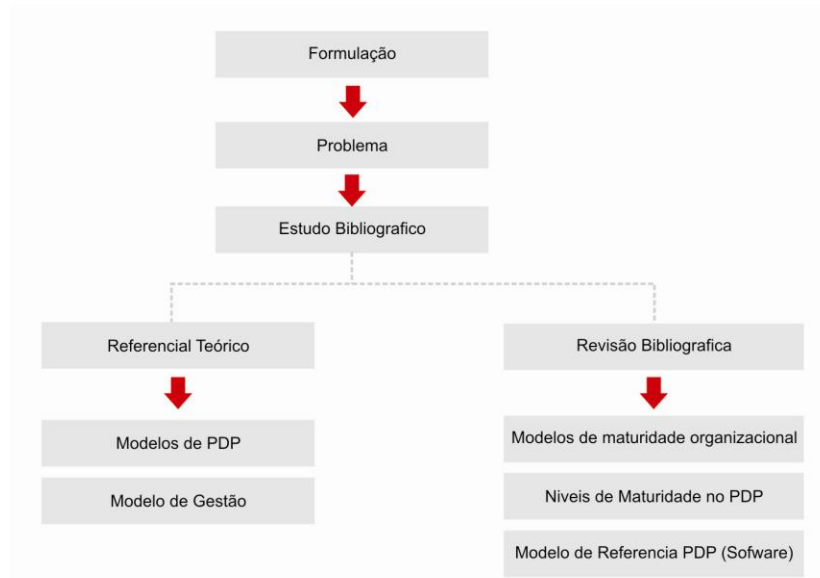 Formulação
Problema
Estudo Bibliografico
Referencial Teórico
Modelos de PDP
Modelo de Gestão
Revisão Bibliografica
Modelos de maturidade organizacional
Niveis de Maturidade no PDP
Modelo de Referencia PDP (Sofware)